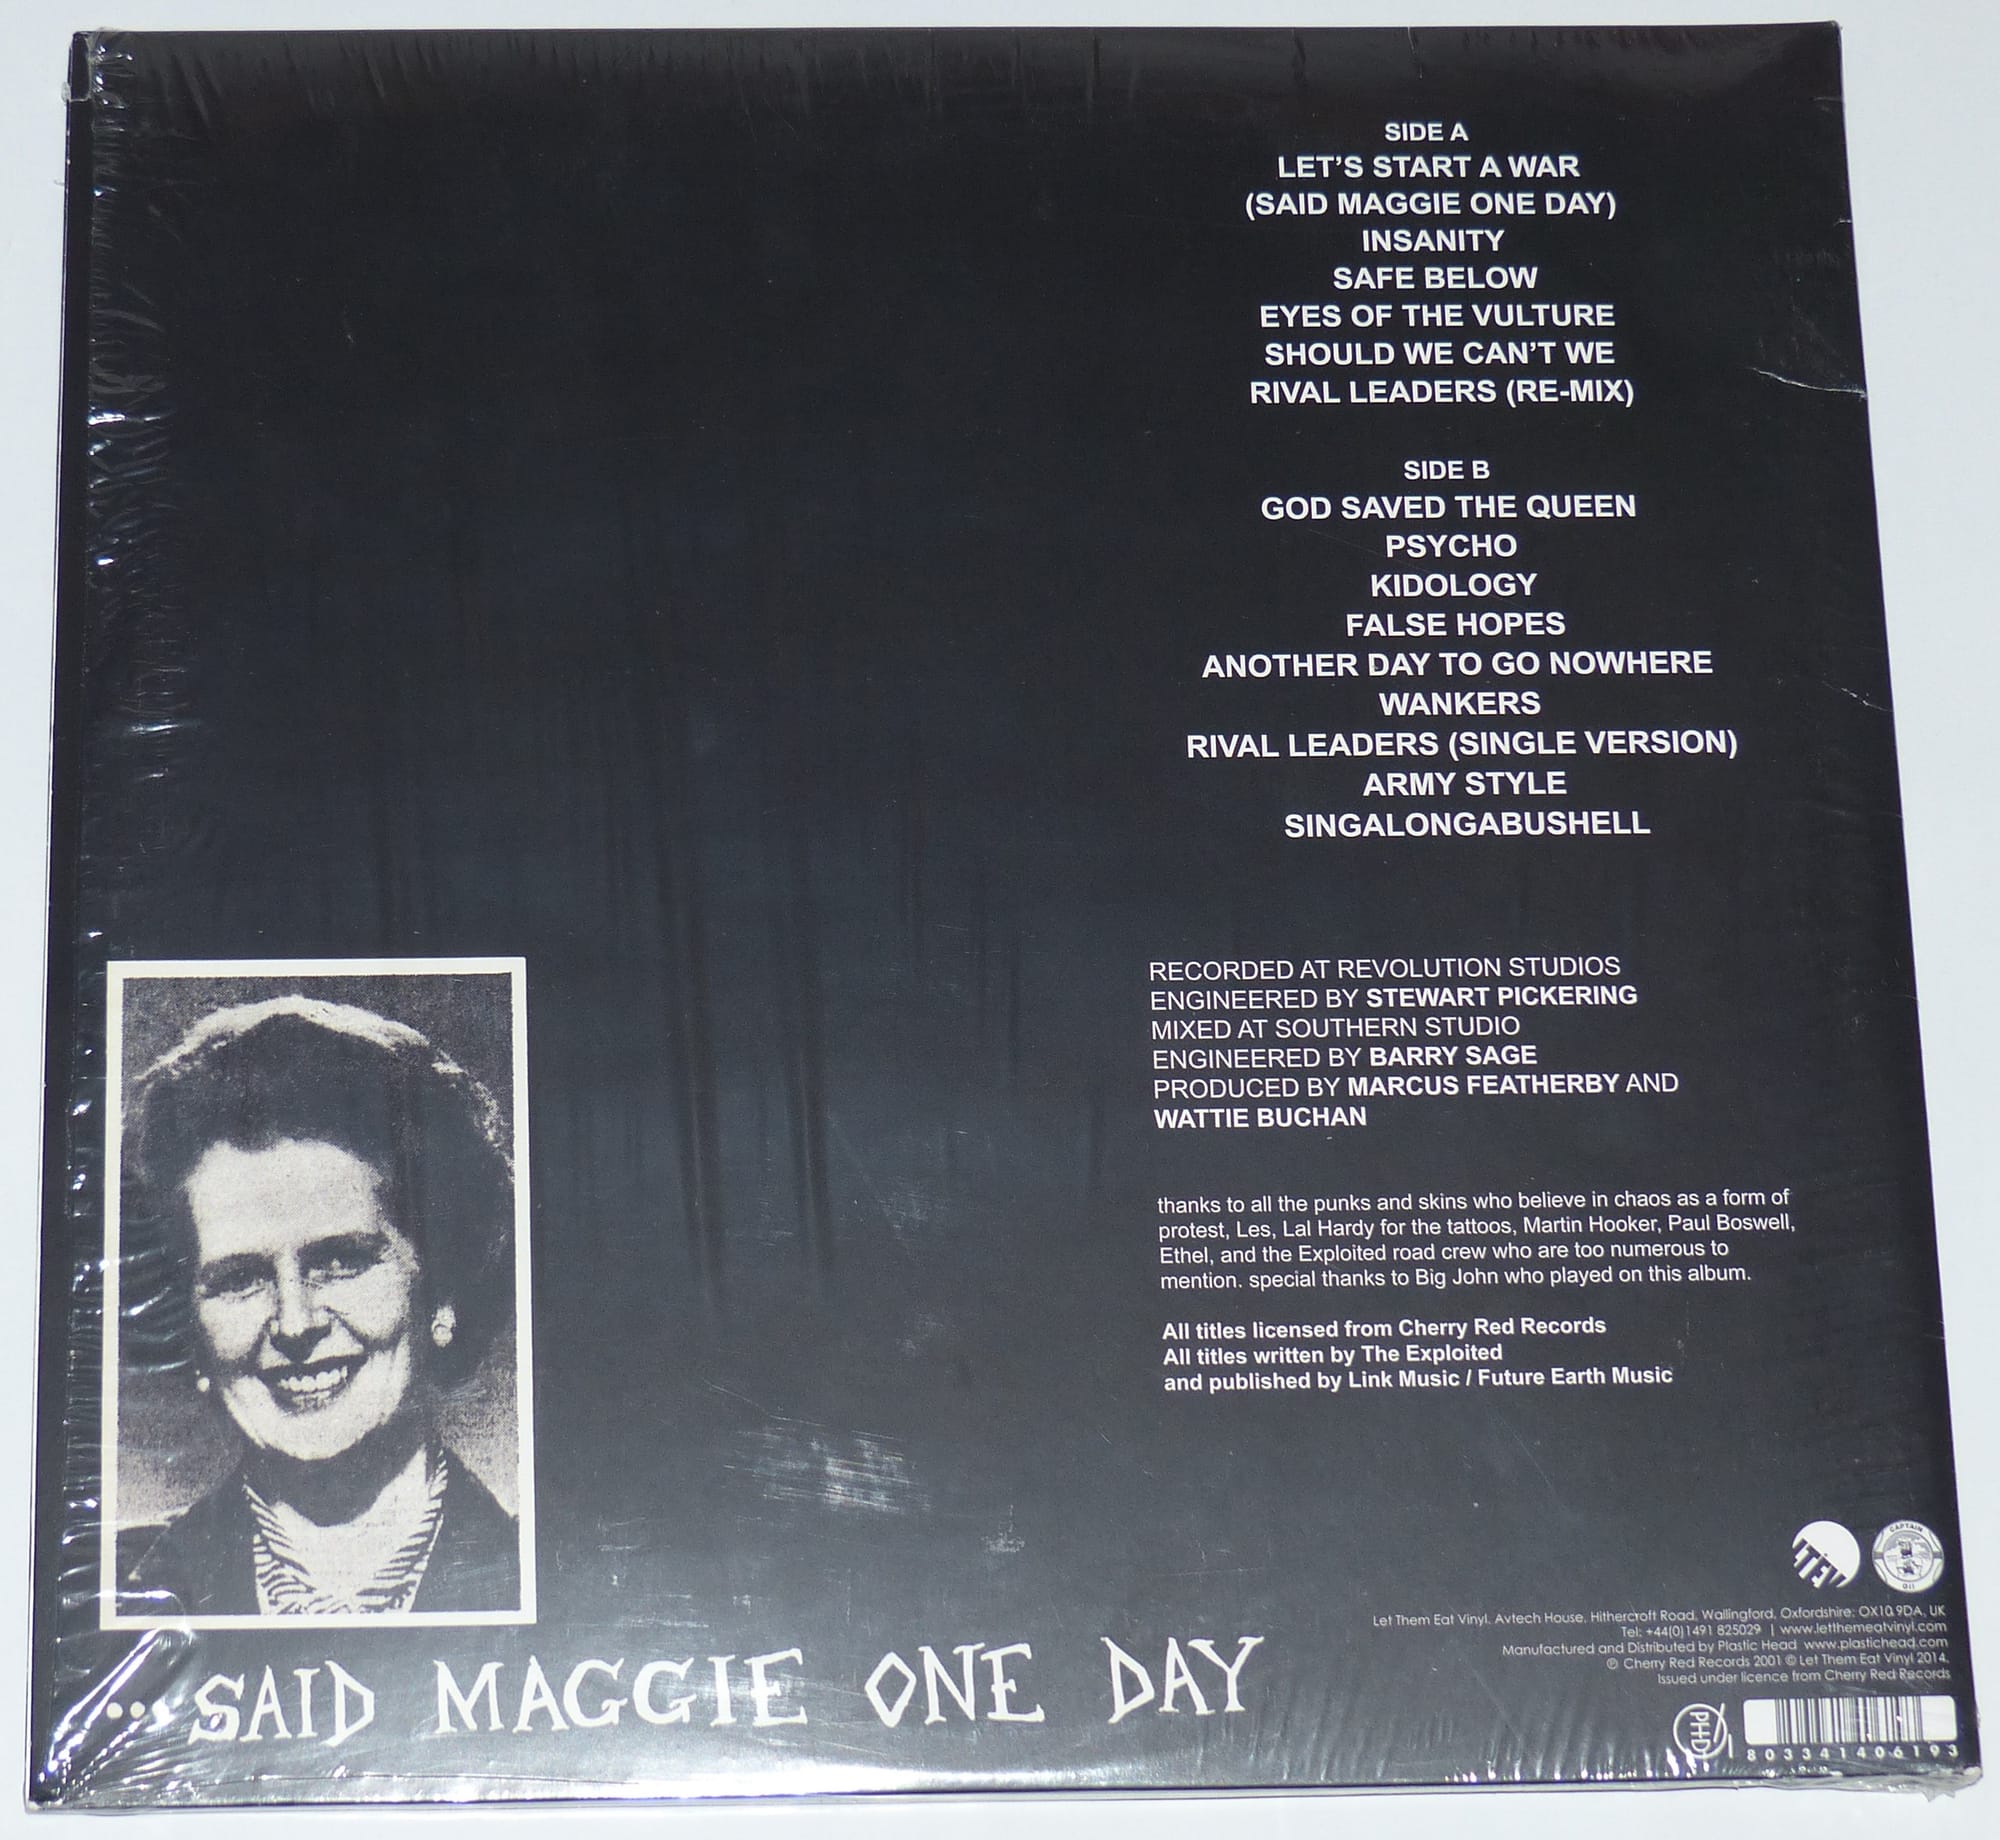 SIDE A
LET'S START A WAR
(SAID MAGGIE ONE DAY)
INSANITY
SAFE BELOW
EYES OF THE VULTURE
SHOULD WE CAN'T WE
RIVAL LEADERS (RE-MIX)
SIDE B
GOD SAVED THE QUEEN
PSYCHO
KIDOLOGY
FALSE HOPES
ANOTHER DAY TO GO NOWHERE
WANKERS
RIVAL LEADERS (SINGLE VERSION)
ARMY STYLE
SINGALONGABUSHELL
RECORDED AT REVOLUTION STUDIOS
ENGINEERED BY STEWART PICKERING
MIXED AT SOUTHERN STUDIO
ENGINEERED BY BARRY SAGE
PRODUCED BY MARCUS FEATHERBY AND
WATTIE BUCHAN
thanks to all the punks and skins who believe in chaos as a form of
protest, Les, Lal Hardy for the tattoos, Martin Hooker, Paul Boswell,
Ethel, and the Exploited road crew who are too numerous to
mention. special thanks to Big John who played on this album.
All titles licensed from Cherry Red Records
All titles written by The Exploited
and published by Link Music / Future Earth Music
LTEV
CAPTAIN
OII
Let Them Eat Vinyl. Avtech House. Hithercroft Road, Wallingford, Oxfordshire: OX10 9DA. UK
Tel: +44(0)1491 825029 | www.letthemeatvinyl.com
Manufactured and Distributed by Plastic Head www.plastichead.com
℗ Cherry Red Records 2001 © Let Them Eat Vinyl 2014.
Issued under licence from Cherry Red Records
...SAID MAGGIE ONE DAY
PHD
803341406193